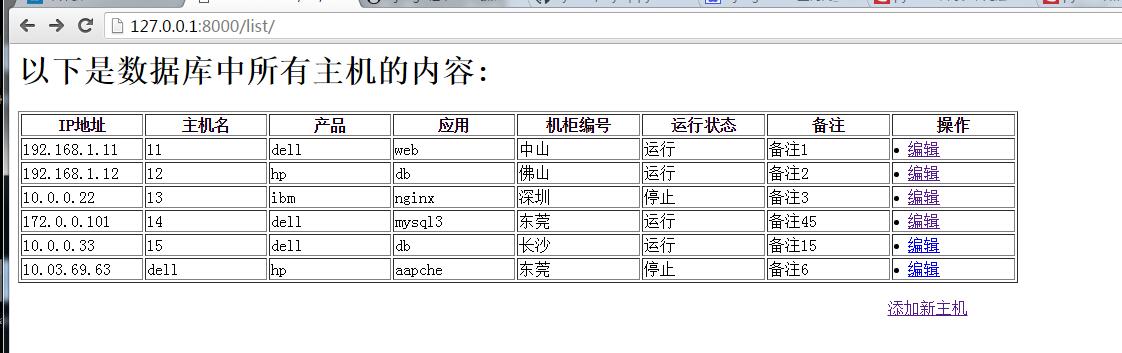 127.0.0.1:8000/list/
以下是数据库中所有主机的内容:
IP地址 主机名 产品 应用 机柜编号 运行状态 备注 操作
192.168.1.11 11 dell web 中山 运行 备注1 • 编辑
192.168.1.12 12 hp db 佛山 运行 备注2 • 编辑
10.0.0.22 13 ibm nginx 深圳 停止 备注3 • 编辑
172.0.0.101 14 dell mysql3 东莞 运行 备注45 • 编辑
10.0.0.33 15 dell db 长沙 运行 备注15 • 编辑
10.03.69.63 dell hp aapche 东莞 停止 备注6 • 编辑
添加新主机